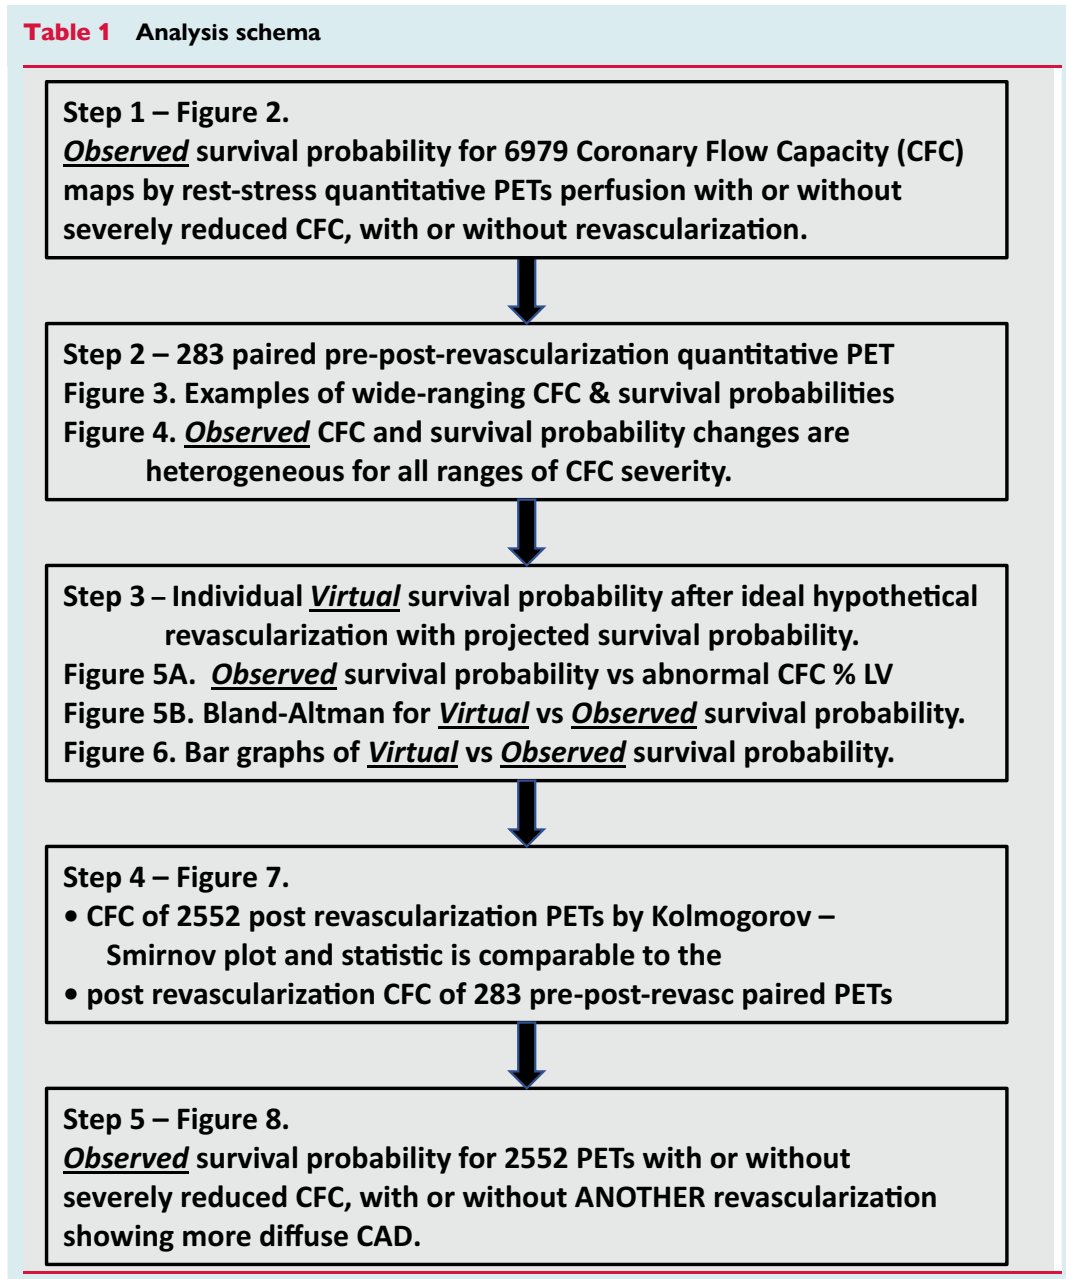 Table 1 Analysis schema
Step 1 – Figure 2.
Observed survival probability for 6979 Coronary Flow Capacity (CFC)
maps by rest-stress quantitative PETs perfusion with or without
severely reduced CFC, with or without revascularization.
Step 2 – 283 paired pre-post-revascularization quantitative PET
Figure 3. Examples of wide-ranging CFC & survival probabilities
Figure 4. Observed CFC and survival probability changes are
heterogeneous for all ranges of CFC severity.
Step 3 – Individual Virtual survival probability after ideal hypothetical
revascularization with projected survival probability.
Figure 5A. Observed survival probability vs abnormal CFC % LV
Figure 5B. Bland-Altman for Virtual vs Observed survival probability.
Figure 6. Bar graphs of Virtual vs Observed survival probability.
Step 4 – Figure 7.
• CFC of 2552 post revascularization PETs by Kolmogorov –
Smirnov plot and statistic is comparable to the
• post revascularization CFC of 283 pre-post-revasc paired PETs
Step 5 – Figure 8.
Observed survival probability for 2552 PETs with or without
severely reduced CFC, with or without ANOTHER revascularization
showing more diffuse CAD.